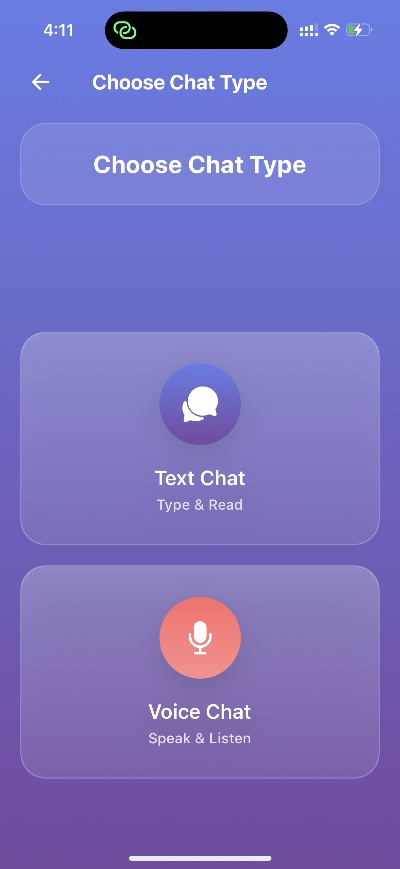 4:11
Choose Chat Type
Choose Chat Type
Text Chat
Type & Read
Voice Chat
Speak & Listen